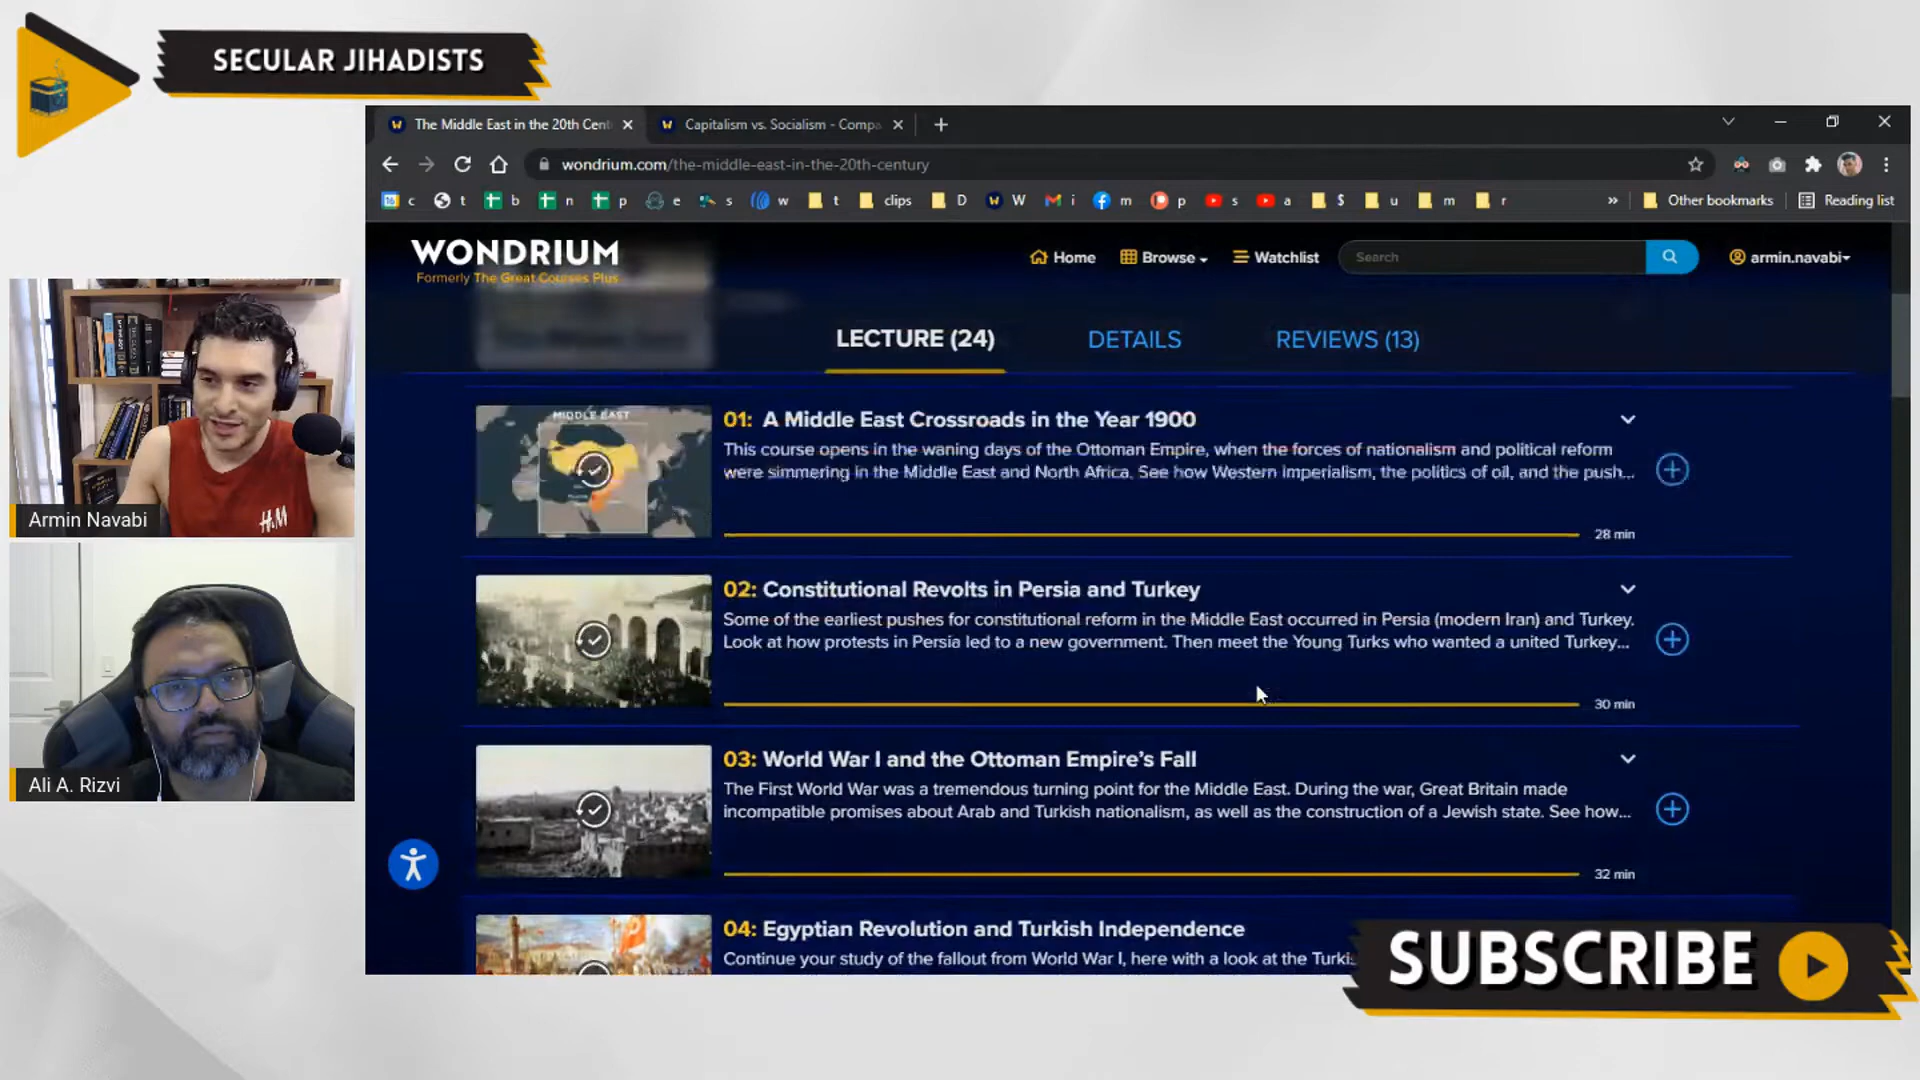 SECULAR JIHADISTS
The Middle East in the 20th Cent
Capitalism vs. Socialism - Compa
wondrium.com/the-middle-east-in-the-20th-century
c t b n p e s w t clips D W i m p s a $ u m r » Other bookmarks Reading list
WONDRIUM
Formerly The Great Courses Plus
Home Browse Watchlist Search armin.navabi
LECTURE (24) DETAILS REVIEWS (13)
MIDDLE EAST
01: A Middle East Crossroads in the Year 1900
This course opens in the waning days of the Ottoman Empire, when the forces of nationalism and political reform
were simmering in the Middle East and North Africa. See how Western Imperialism, the politics of oil, and the push...
28 min
02: Constitutional Revolts in Persia and Turkey
Some of the earliest pushes for constitutional reform in the Middle East occurred in Persia (modern Iran) and Turkey.
Look at how protests in Persia led to a new government. Then meet the Young Turks who wanted a united Turkey...
30 min
03: World War I and the Ottoman Empire's Fall
The First World War was a tremendous turning point for the Middle East. During the war, Great Britain made
incompatible promises about Arab and Turkish nationalism, as well as the construction of a Jewish state. See how...
32 min
04: Egyptian Revolution and Turkish Independence
Continue your study of the fallout from World War I, here with a look at the Turkis
H&M
Armin Navabi
Ali A. Rizvi
SUBSCRIBE